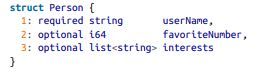 struct Person {
1: required string userName,
2: optional i64 favoriteNumber,
3: optional list<string> interests
}